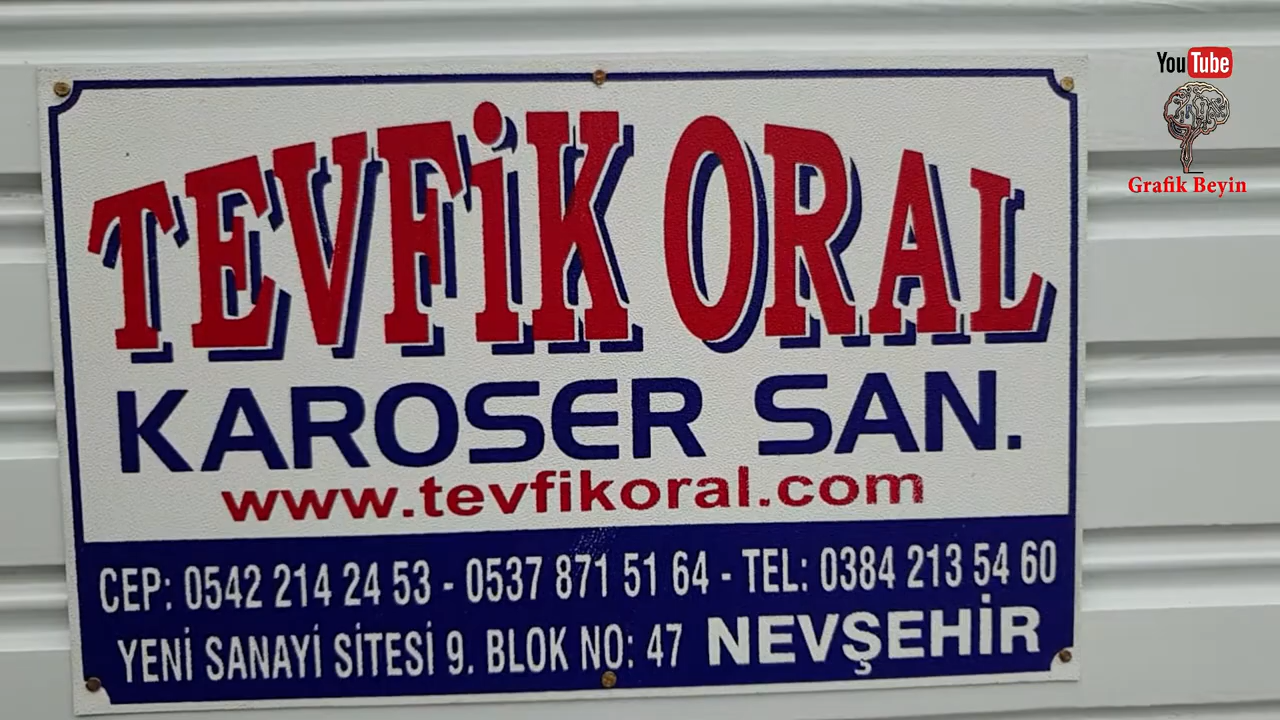 YouTube
Grafik Beyin
TEVFiK ORAL
KAROSER SAN.
www.tevfikoral.com
CEP: 0542 214 24 53 - 0537 871 51 64 - TEL: 0384 213 54 60
YENİ SANAYİ SİTESİ 9. BLOK NO: 47 NEVŞEHİR